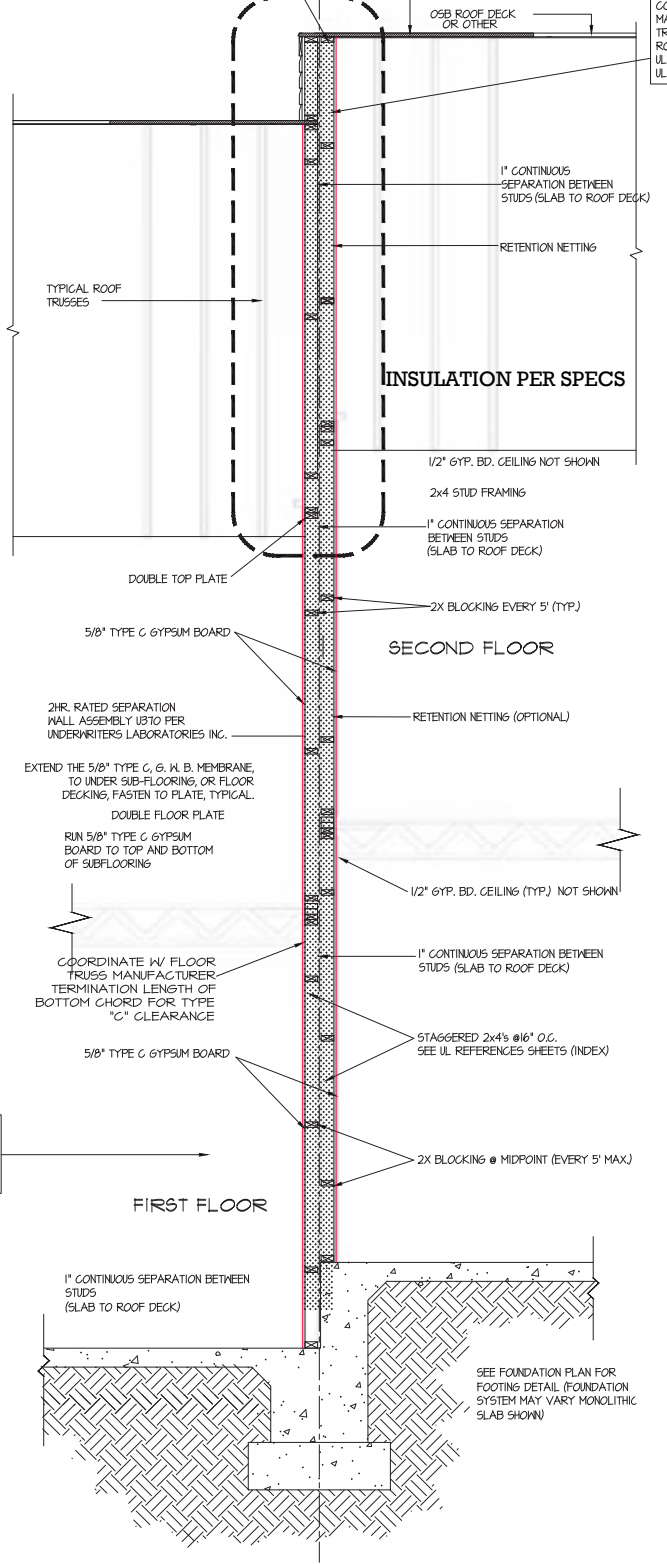 OSB ROOF DECK
OR OTHER
CO
MA
TR
RO
UL
UL
1" CONTINUOUS
SEPARATION BETWEEN
STUDS (SLAB TO ROOF DECK)
RETENTION NETTING
TYPICAL ROOF
TRUSSES
INSULATION PER SPECS
1/2" GYP. BD. CEILING NOT SHOWN
2x4 STUD FRAMING
1" CONTINUOUS SEPARATION
BETWEEN STUDS
(SLAB TO ROOF DECK)
DOUBLE TOP PLATE
2X BLOCKING EVERY 5' (TYP.)
5/8" TYPE C GYPSUM BOARD
SECOND FLOOR
2HR. RATED SEPARATION
WALL ASSEMBLY U370 PER
UNDERWRITERS LABORATORIES INC.
RETENTION NETTING (OPTIONAL)
EXTEND THE 5/8" TYPE C, G. W. B. MEMBRANE,
TO UNDER SUB-FLOORING, OR FLOOR
DECKING, FASTEN TO PLATE, TYPICAL.
DOUBLE FLOOR PLATE
RUN 5/8" TYPE C GYPSUM
BOARD TO TOP AND BOTTOM
OF SUBFLOORING
1/2" GYP. BD. CEILING (TYP.) NOT SHOWN
COORDINATE W/ FLOOR
TRUSS MANUFACTURER
TERMINATION LENGTH OF
BOTTOM CHORD FOR TYPE
"C" CLEARANCE
1" CONTINUOUS SEPARATION BETWEEN
STUDS (SLAB TO ROOF DECK)
STAGGERED 2x4's @16" O.C.
SEE UL REFERENCES SHEETS (INDEX)
5/8" TYPE C GYPSUM BOARD
2X BLOCKING @ MIDPOINT (EVERY 5' MAX.)
FIRST FLOOR
1" CONTINUOUS SEPARATION BETWEEN
STUDS
(SLAB TO ROOF DECK)
SEE FOUNDATION PLAN FOR
FOOTING DETAIL (FOUNDATION
SYSTEM MAY VARY MONOLITHIC
SLAB SHOWN)